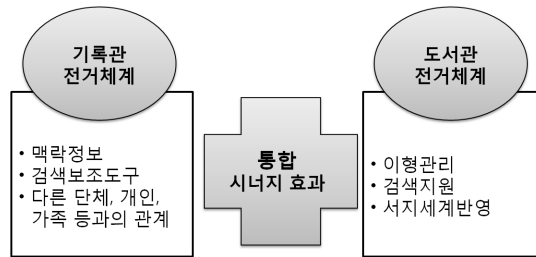 기록관
전거체계
• 맥락정보
• 검색보조도구
• 다른 단체, 개인,
가족 등과의 관계
통합
시너지 효과
도서관
전거체계
• 이형관리
• 검색지원
• 서지세계반영